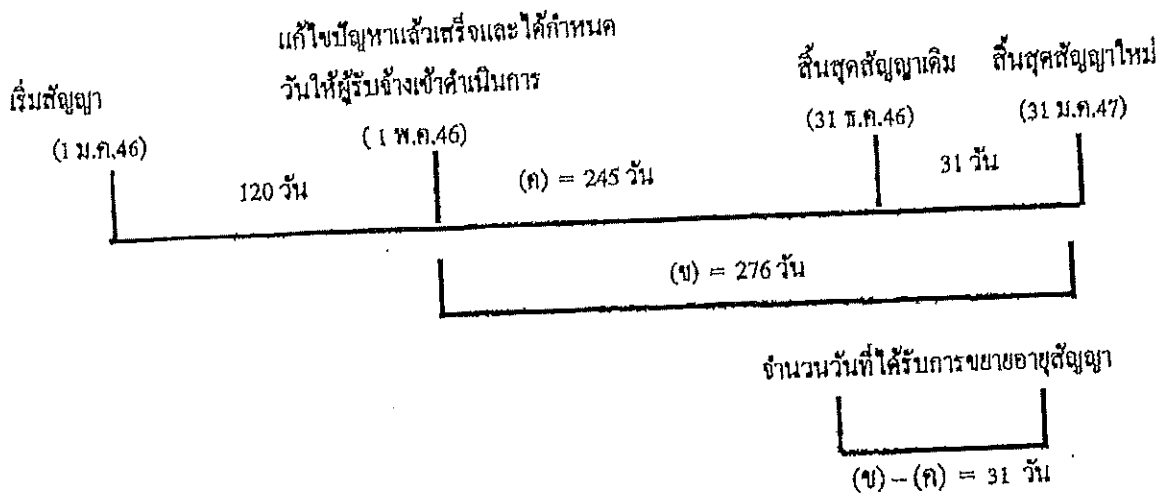 แก้ไขปัญหาแล้วเสร็จและได้กำหนด
วันให้ผู้รับจ้างเข้าดำเนินการ
เริ่มสัญญา
สิ้นสุดสัญญาเดิม
สิ้นสุดสัญญาใหม่
(1 ม.ค.46)
(1 พ.ค.46)
(31 ธ.ค.46)
(31 ม.ค.47)
120 วัน
(ค) = 245 วัน
31 วัน
(ข) = 276 วัน
จำนวนวันที่ได้รับการขยายอายุสัญญา
(ข) – (ค) = 31 วัน